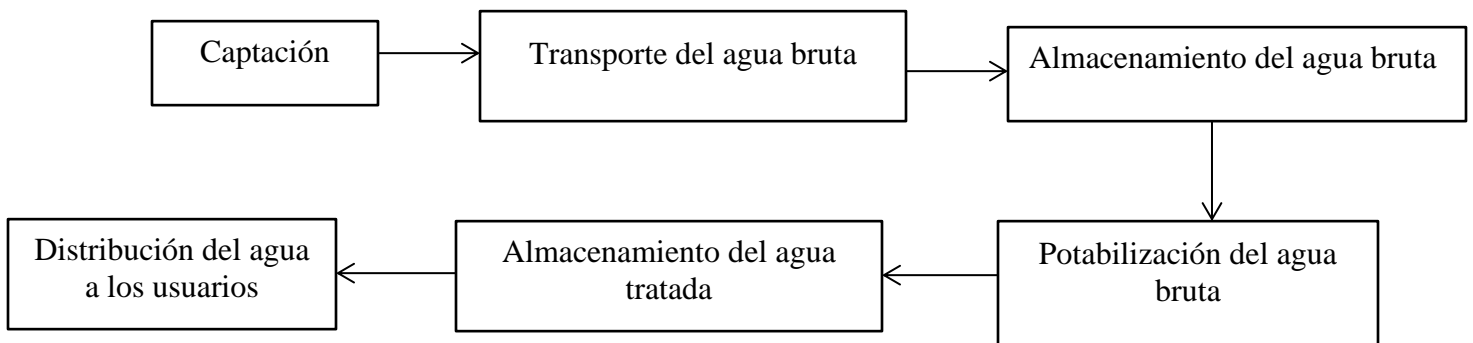 Captación
Transporte del agua bruta
Almacenamiento del agua bruta
Potabilización del agua
bruta
Almacenamiento del agua
tratada
Distribución del agua
a los usuarios